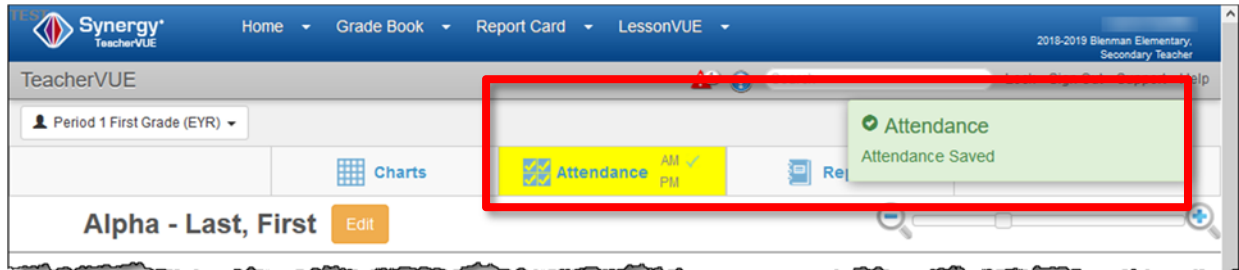 TEST
Synergy
TeacherVUE
Home Grade Book Report Card LessonVUE
2018-2019 Blenman Elementary,
Secondary Teacher
TeacherVUE
Period 1 First Grade (EYR)
Attendance
Attendance Saved
Charts
Attendance AM
PM
Alpha - Last, First Edit